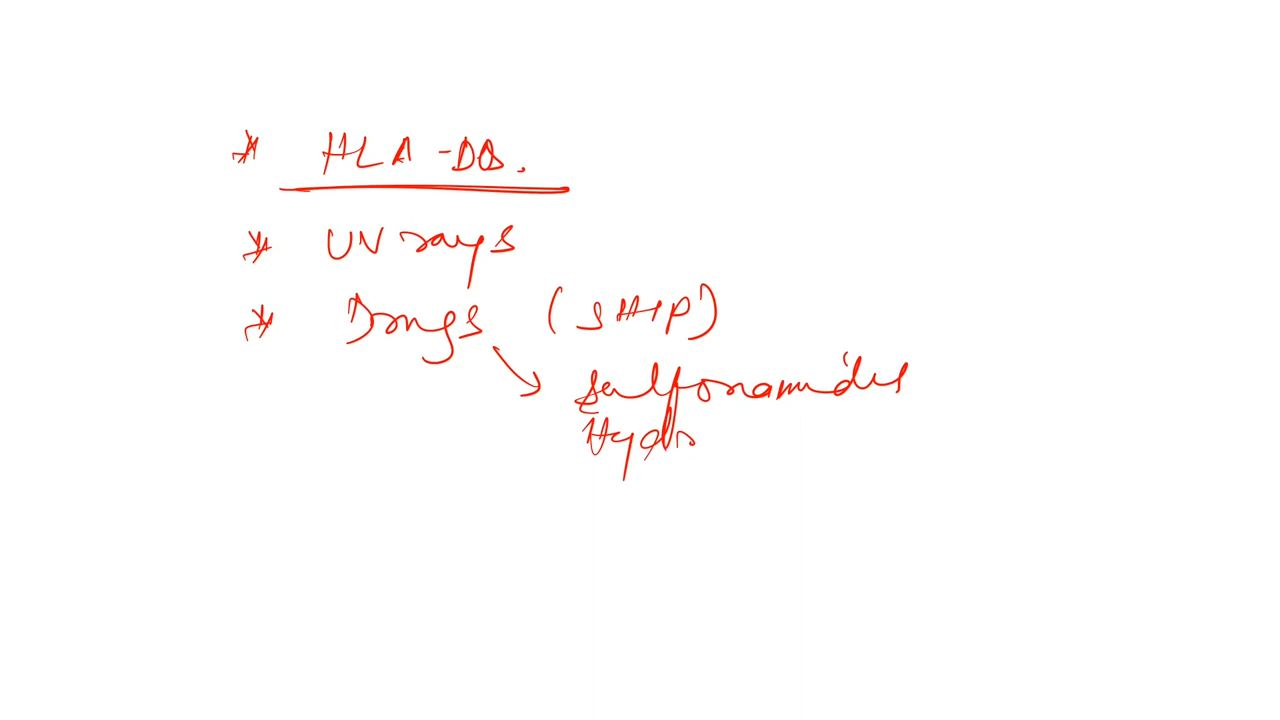 * HLA-DQ.
* UV rays
* Drugs (SHIP)
Sulfonamides
Hydr